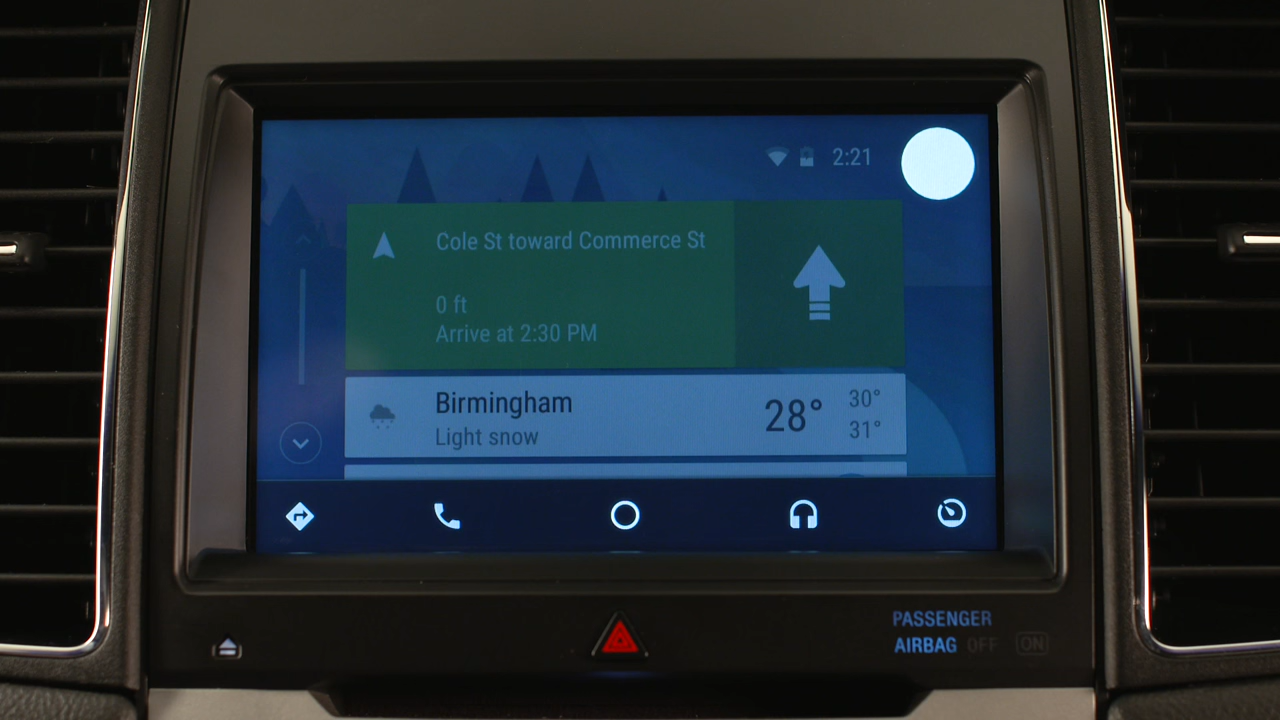 2:21
Cole St toward Commerce St
0 ft
Arrive at 2:30 PM
Birmingham
Light snow
28°
30°
31°
PASSENGER
AIRBAG OFF ON